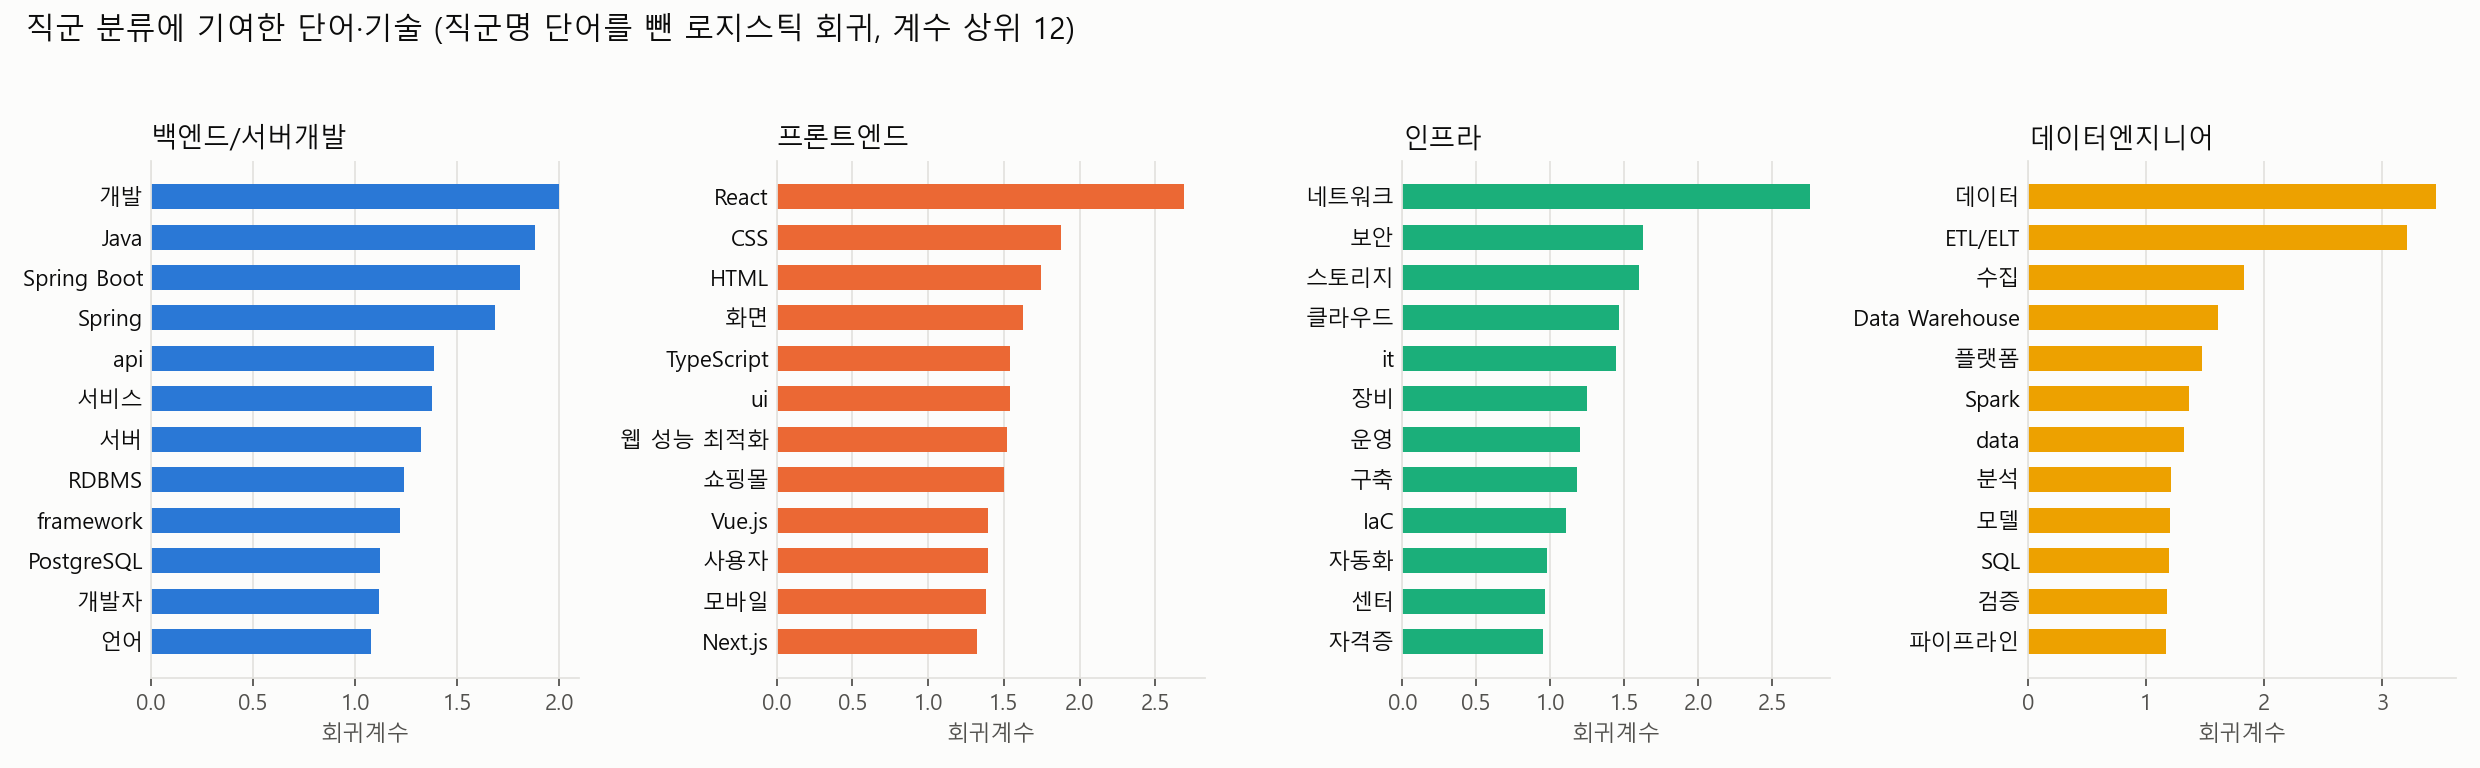 직군 분류에 기여한 단어·기술 (직군명 단어를 뺀 로지스틱 회귀, 계수 상위 12)
백엔드/서버개발
개발
Java
Spring Boot
Spring
api
서비스
서버
RDBMS
framework
PostgreSQL
개발자
언어
0.0 0.5 1.0 1.5 2.0
회귀계수
프론트엔드
React
CSS
HTML
화면
TypeScript
ui
웹 성능 최적화
쇼핑몰
Vue.js
사용자
모바일
Next.js
0.0 0.5 1.0 1.5 2.0 2.5
회귀계수
인프라
네트워크
보안
스토리지
클라우드
it
장비
운영
구축
IaC
자동화
센터
자격증
0.0 0.5 1.0 1.5 2.0 2.5
회귀계수
데이터엔지니어
데이터
ETL/ELT
수집
Data Warehouse
플랫폼
Spark
data
분석
모델
SQL
검증
파이프라인
0 1 2 3
회귀계수